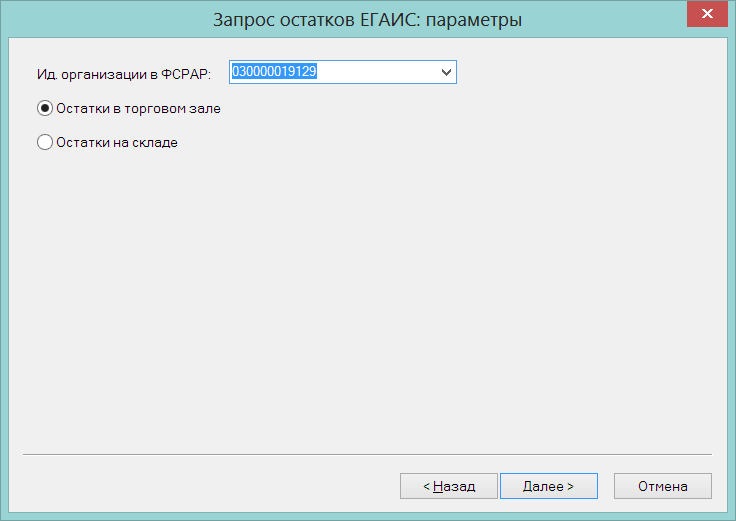 Запрос остатков ЕГАИС: параметры
Ид. организации в ФСРАР: 030000019129
Остатки в торговом зале
Остатки на складе
< Назад Далее > Отмена